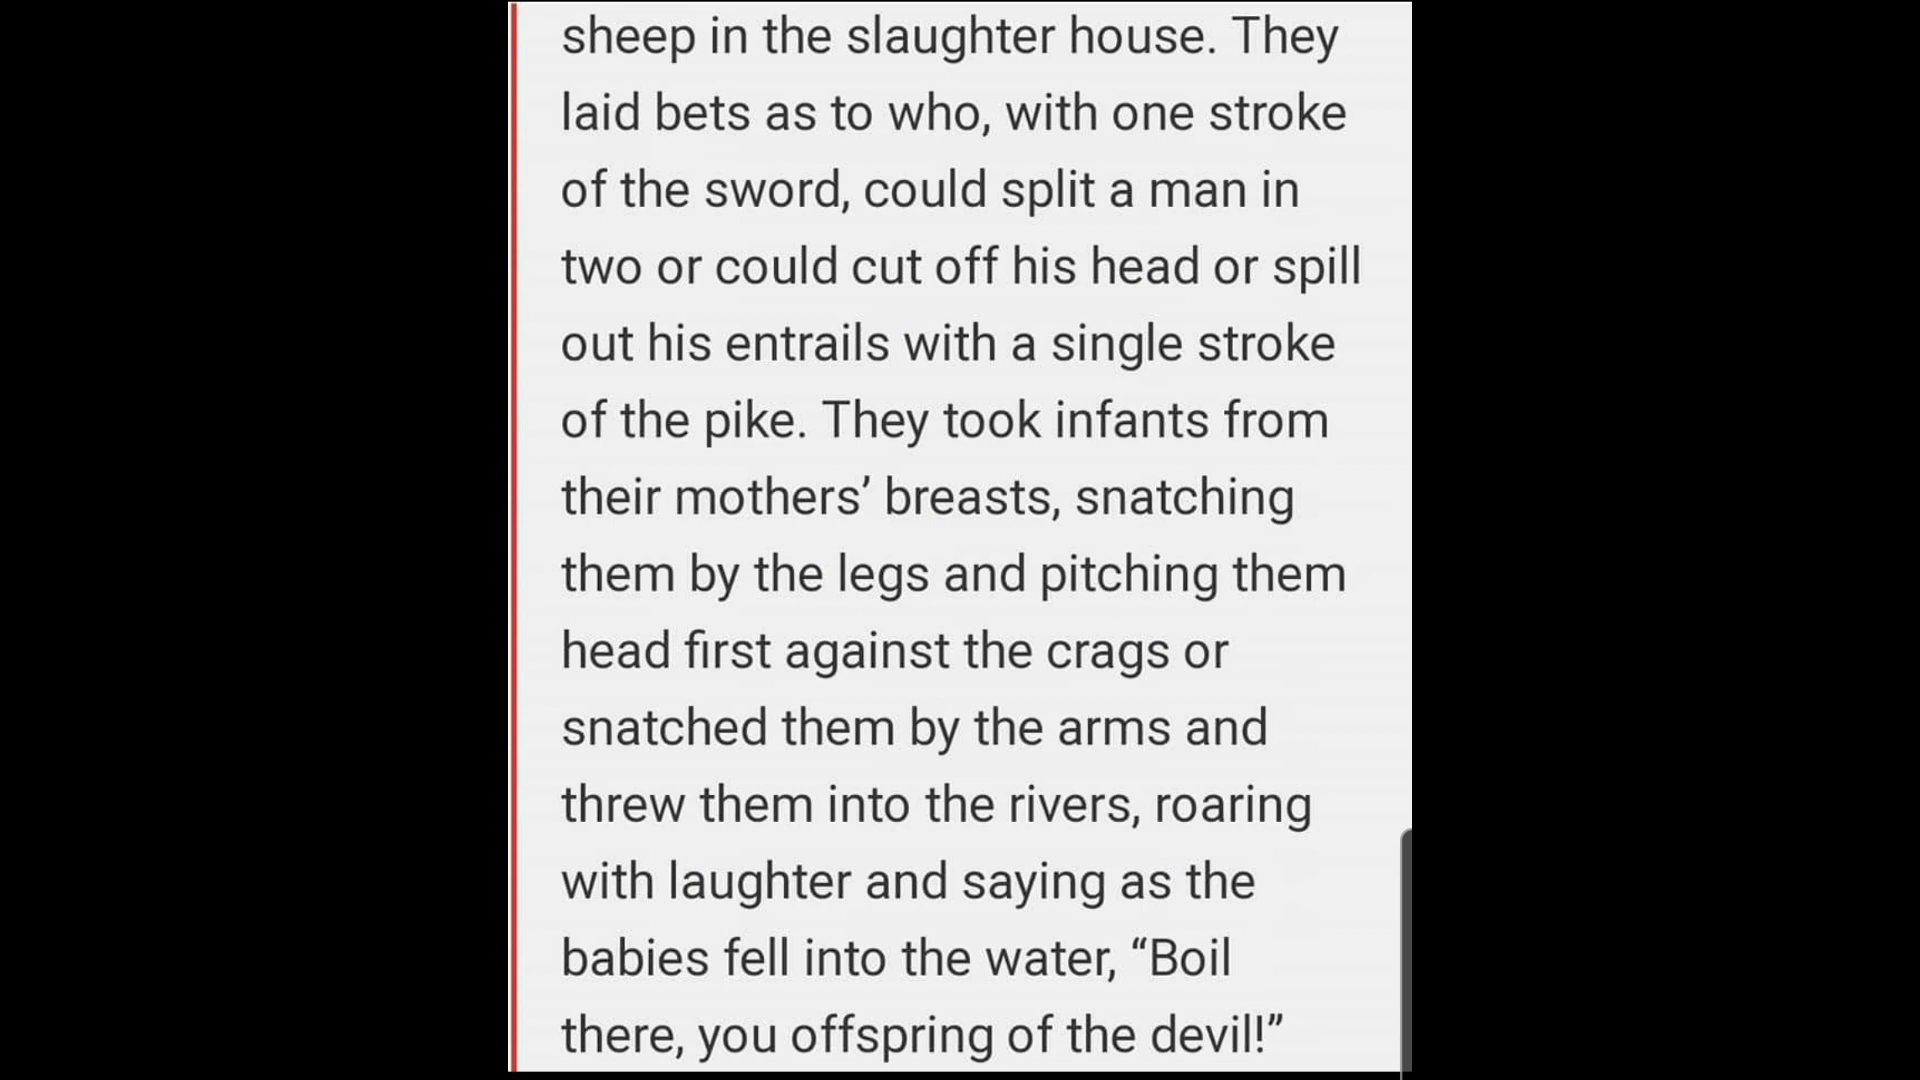 sheep in the slaughter house. They
laid bets as to who, with one stroke
of the sword, could split a man in
two or could cut off his head or spill
out his entrails with a single stroke
of the pike. They took infants from
their mothers’ breasts, snatching
them by the legs and pitching them
head first against the crags or
snatched them by the arms and
threw them into the rivers, roaring
with laughter and saying as the
babies fell into the water, “Boil
there, you offspring of the devil!”